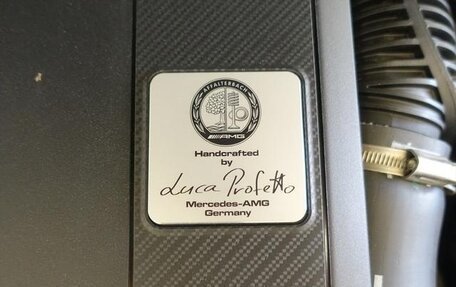 AFFALTERBACH
AMG
Handcrafted
by
Luca Profetto
Mercedes-AMG
Germany